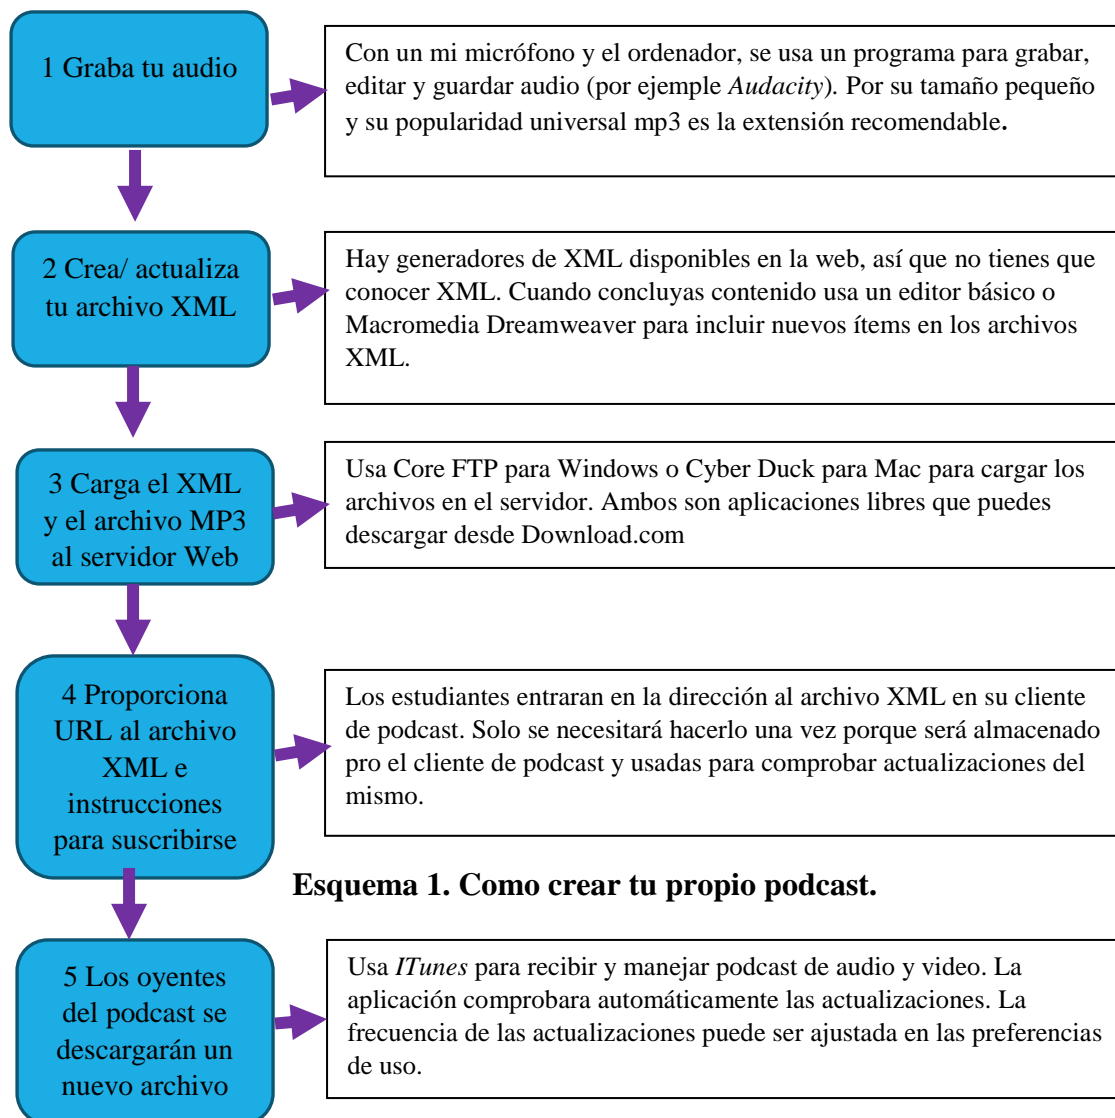 1 Graba tu audio
Con un mi micrófono y el ordenador, se usa un programa para grabar,
editar y guardar audio (por ejemplo Audacity). Por su tamaño pequeño
y su popularidad universal mp3 es la extensión recomendable.
2 Crea/ actualiza
tu archivo XML
Hay generadores de XML disponibles en la web, así que no tienes que
conocer XML. Cuando concluyas contenido usa un editor básico o
Macromedia Dreamweaver para incluir nuevos ítems en los archivos
XML.
3 Carga el XML
y el archivo MP3
al servidor Web
Usa Core FTP para Windows o Cyber Duck para Mac para cargar los
archivos en el servidor. Ambos son aplicaciones libres que puedes
descargar desde Download.com
4 Proporciona
URL al archivo
XML e
instrucciones
para suscribirse
Los estudiantes entraran en la dirección al archivo XML en su cliente
de podcast. Solo se necesitará hacerlo una vez porque será almacenado
pro el cliente de podcast y usadas para comprobar actualizaciones del
mismo.
Esquema 1. Como crear tu propio podcast.
5 Los oyentes
del podcast se
descargarán un
nuevo archivo
Usa ITunes para recibir y manejar podcast de audio y video. La
aplicación comprobara automáticamente las actualizaciones. La
frecuencia de las actualizaciones puede ser ajustada en las preferencias
de uso.